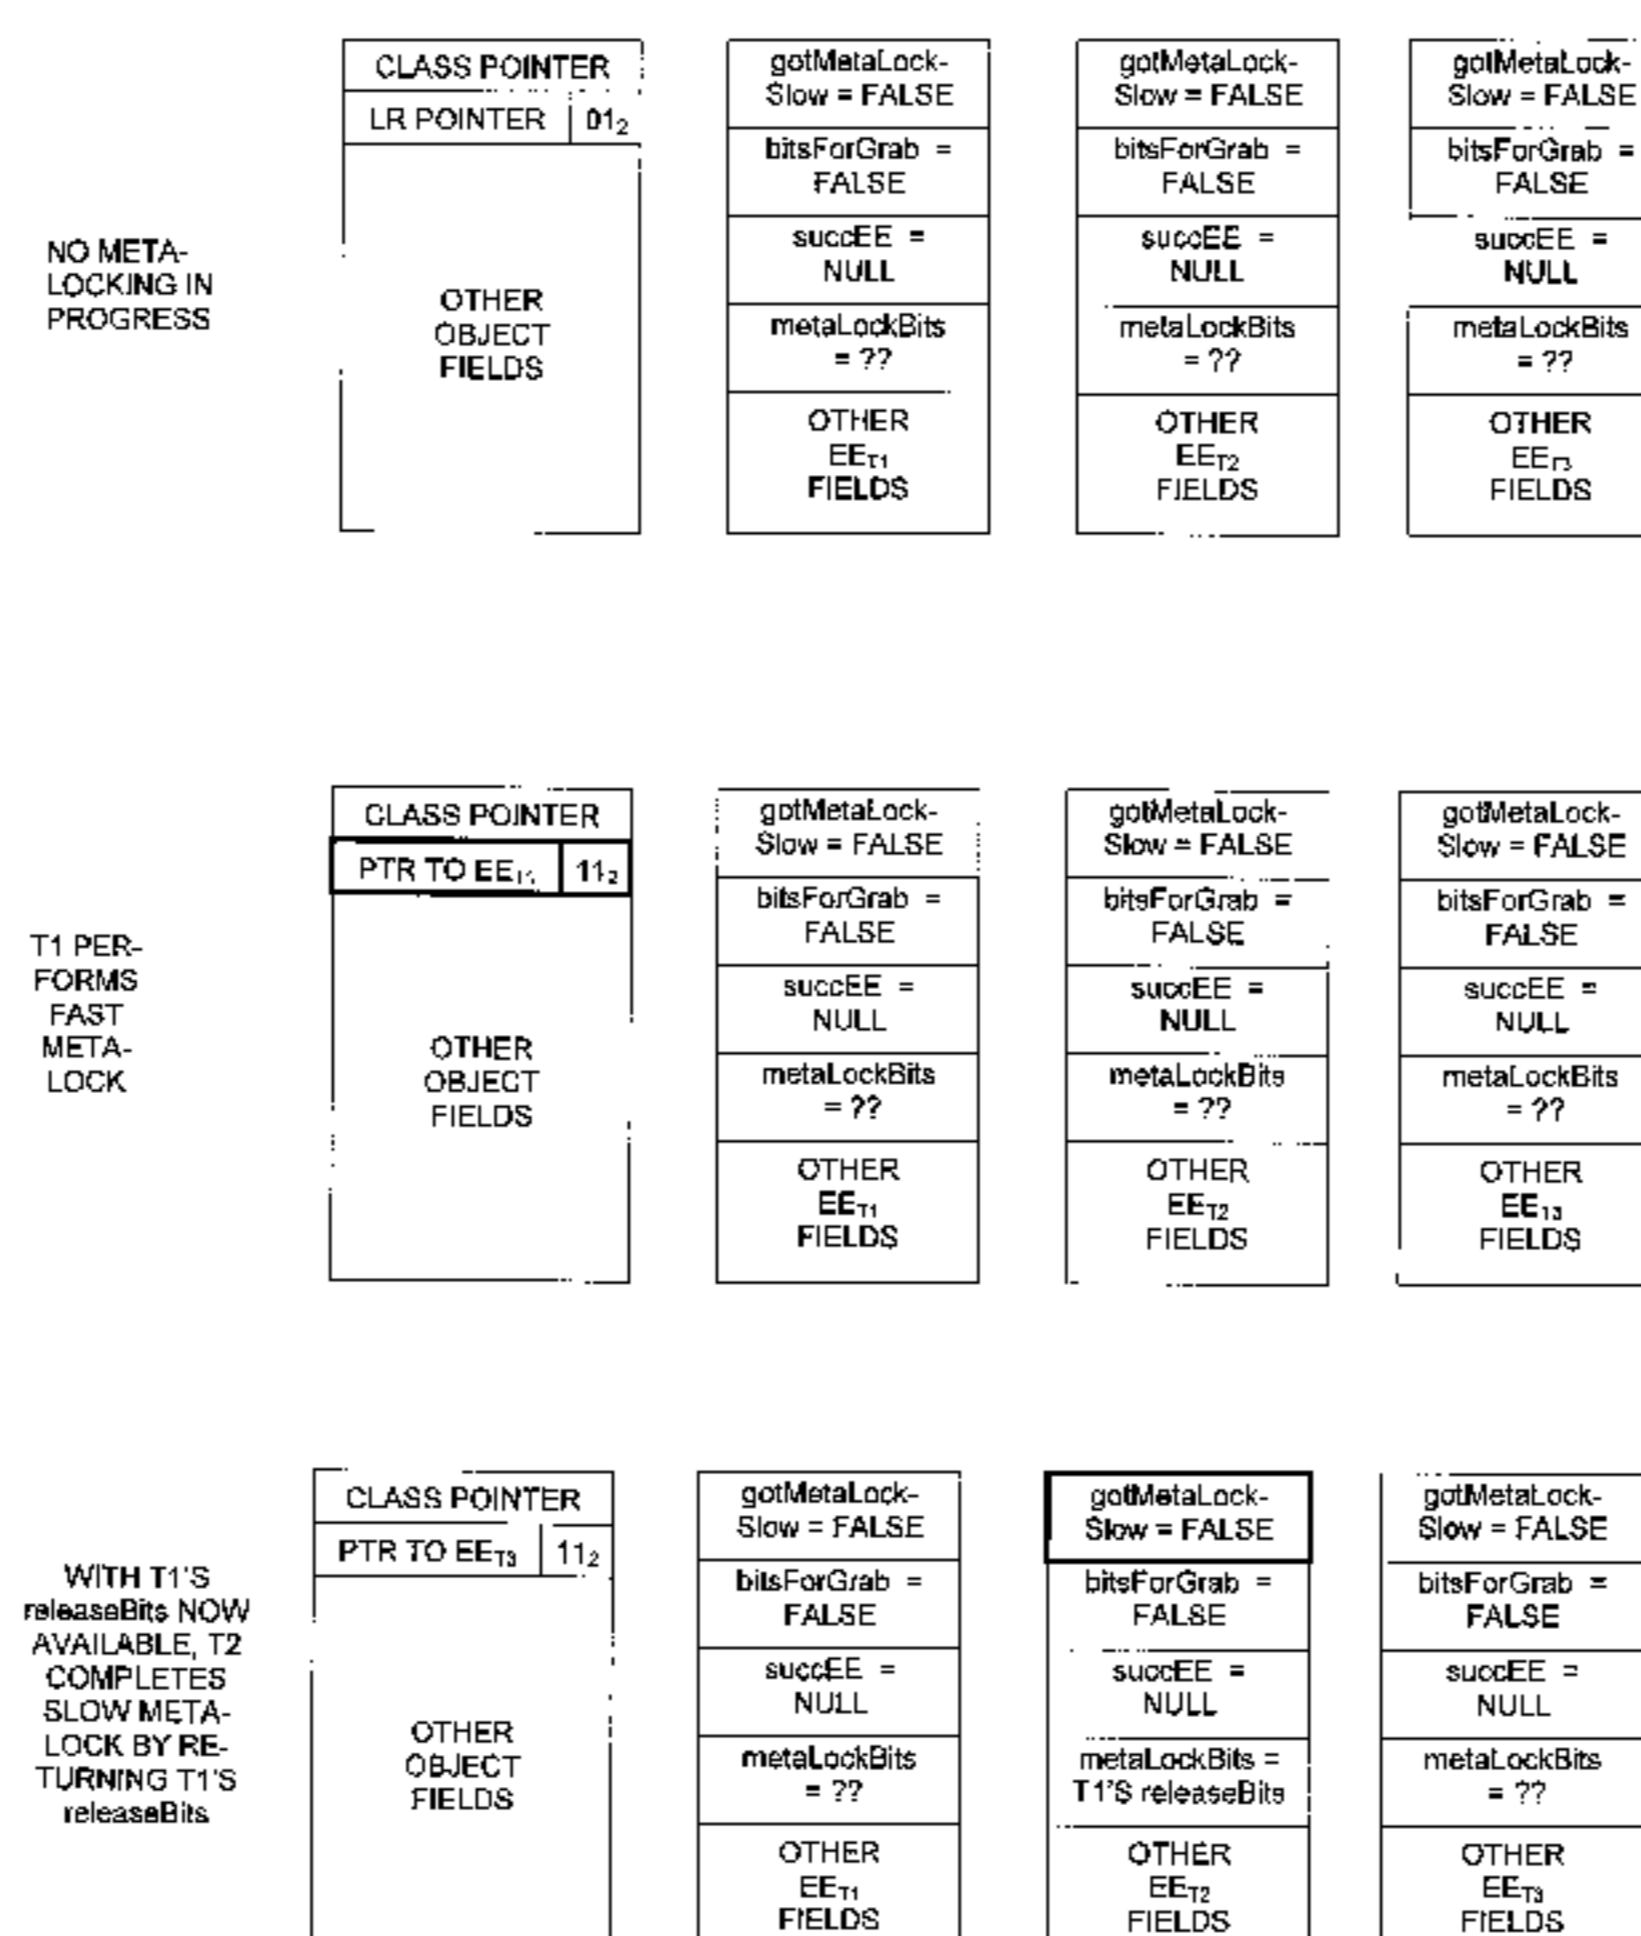 NO META-
LOCKING IN
PROGRESS
CLASS POINTER
LR POINTER 01₂
OTHER
OBJECT
FIELDS
gotMetaLock-
Slow = FALSE
bitsForGrab =
FALSE
succEE =
NULL
metaLockBits
= ??
OTHER
EE_T1
FIELDS
gotMetaLock-
Slow = FALSE
bitsForGrab =
FALSE
succEE =
NULL
metaLockBits
= ??
OTHER
EE_T2
FIELDS
gotMetaLock-
Slow = FALSE
bitsForGrab =
FALSE
succEE =
NULL
metaLockBits
= ??
OTHER
EE_T3
FIELDS
T1 PER-
FORMS
FAST
META-
LOCK
CLASS POINTER
PTR TO EE_T1 11₂
OTHER
OBJECT
FIELDS
gotMetaLock-
Slow = FALSE
bitsForGrab =
FALSE
succEE =
NULL
metaLockBits
= ??
OTHER
EE_T1
FIELDS
gotMetaLock-
Slow = FALSE
bitsForGrab =
FALSE
succEE =
NULL
metaLockBits
= ??
OTHER
EE_T2
FIELDS
gotMetaLock-
Slow = FALSE
bitsForGrab =
FALSE
succEE =
NULL
metaLockBits
= ??
OTHER
EE_T3
FIELDS
WITH T1'S
releaseBits NOW
AVAILABLE, T2
COMPLETES
SLOW META-
LOCK BY RE-
TURNING T1'S
releaseBits
CLASS POINTER
PTR TO EE_T3 11₂
OTHER
OBJECT
FIELDS
gotMetaLock-
Slow = FALSE
bitsForGrab =
FALSE
succEE =
NULL
metaLockBits
= ??
OTHER
EE_T1
FIELDS
gotMetaLock-
Slow = FALSE
bitsForGrab =
FALSE
succEE =
NULL
metaLockBits =
T1'S releaseBits
OTHER
EE_T2
FIELDS
gotMetaLock-
Slow = FALSE
bitsForGrab =
FALSE
succEE =
NULL
metaLockBits
= ??
OTHER
EE_T3
FIELDS